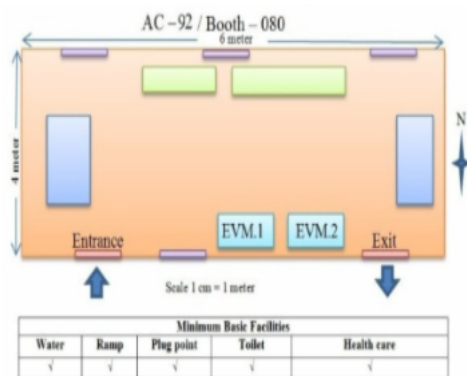 AC –92 / Booth – 080
6 meter
4 meter
N
EVM.1 EVM.2
Entrance Exit
Scale 1 cm = 1 meter
Minimum Basic Facilities
Water Ramp Plug point Toilet Health care
√ √ √ √ √